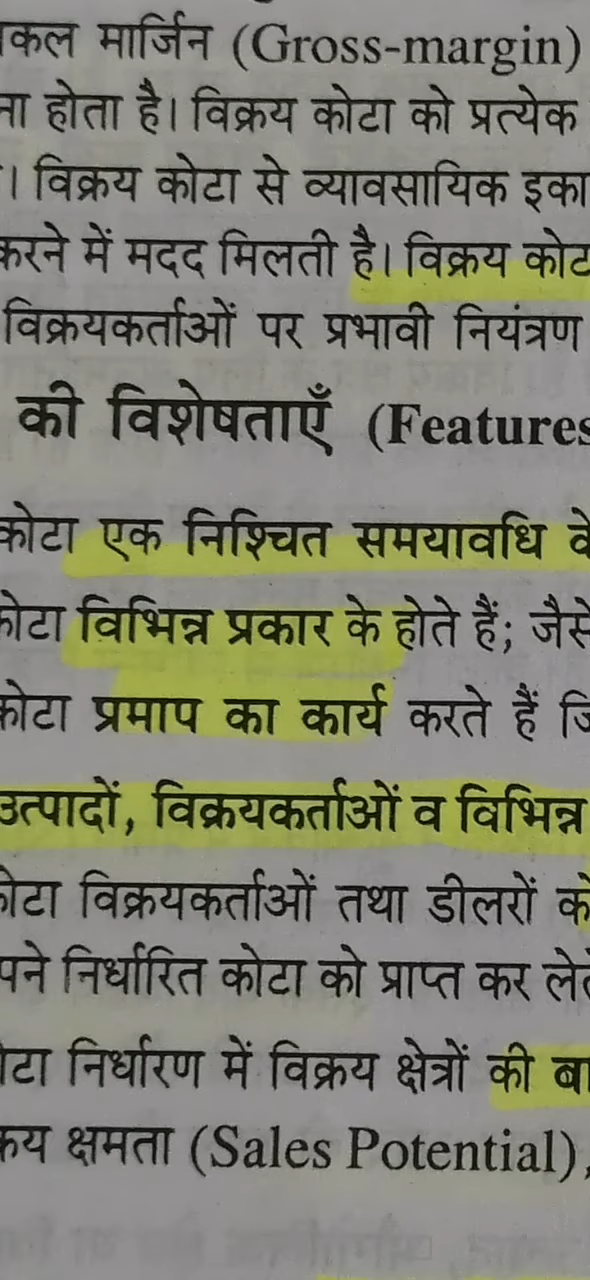 कल मार्जिन (Gross-margin)
ना होता है। विक्रय कोटा को प्रत्येक
। विक्रय कोटा से व्यावसायिक इका
करने में मदद मिलती है। विक्रय कोट
विक्रयकर्ताओं पर प्रभावी नियंत्रण
की विशेषताएँ (Features
कोटा एक निश्चित समयावधि के
कोटा विभिन्न प्रकार के होते हैं; जैसे
कोटा प्रमाप का कार्य करते हैं जि
उत्पादों, विक्रयकर्ताओं व विभिन्न
कोटा विक्रयकर्ताओं तथा डीलरों को
पने निर्धारित कोटा को प्राप्त कर लेते
ोटा निर्धारण में विक्रय क्षेत्रों की बा
क्रय क्षमता (Sales Potential),